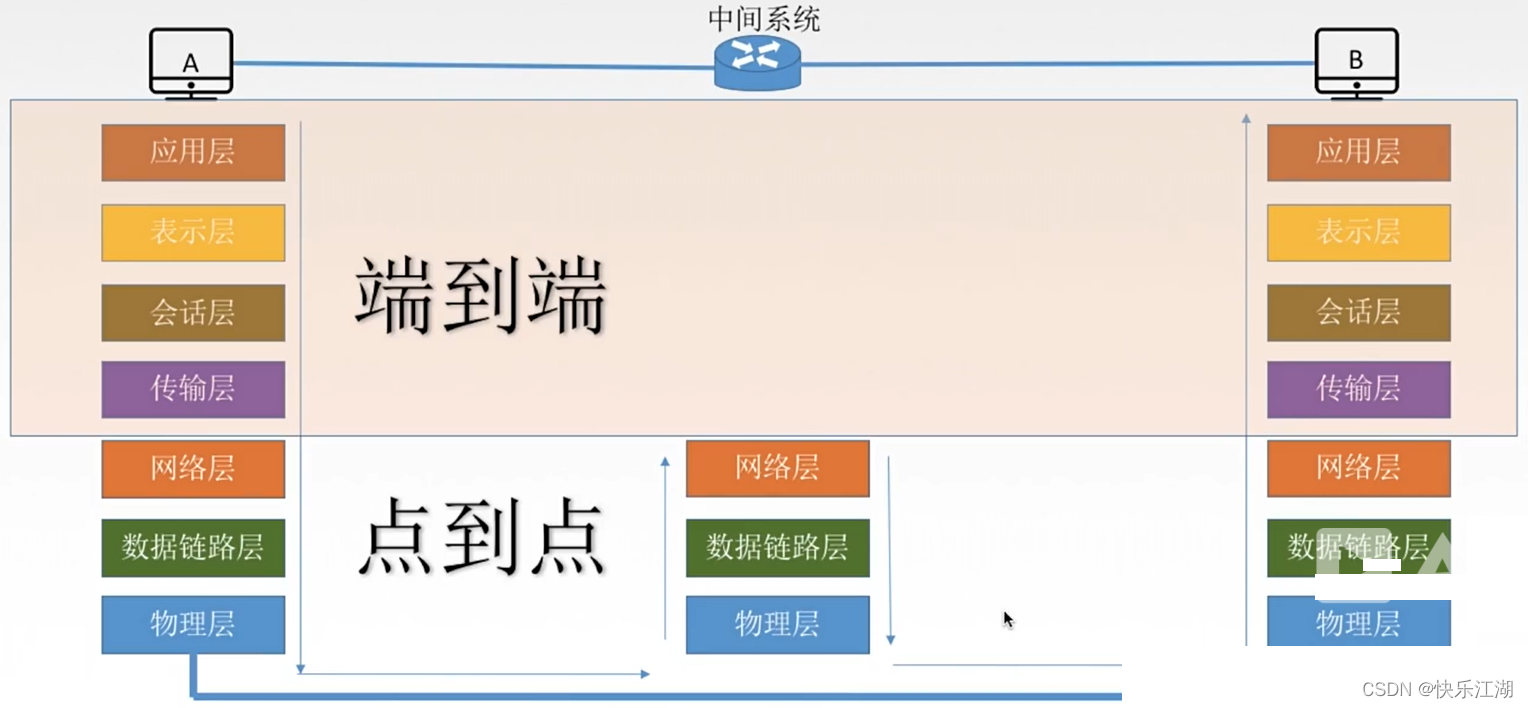 中间系统
A
B
应用层
应用层
表示层
表示层
端到端
会话层
会话层
传输层
传输层
网络层
网络层
网络层
点到点
数据链路层
数据链路层
数据链路层
物理层
物理层
物理层
CSDN @快乐江湖